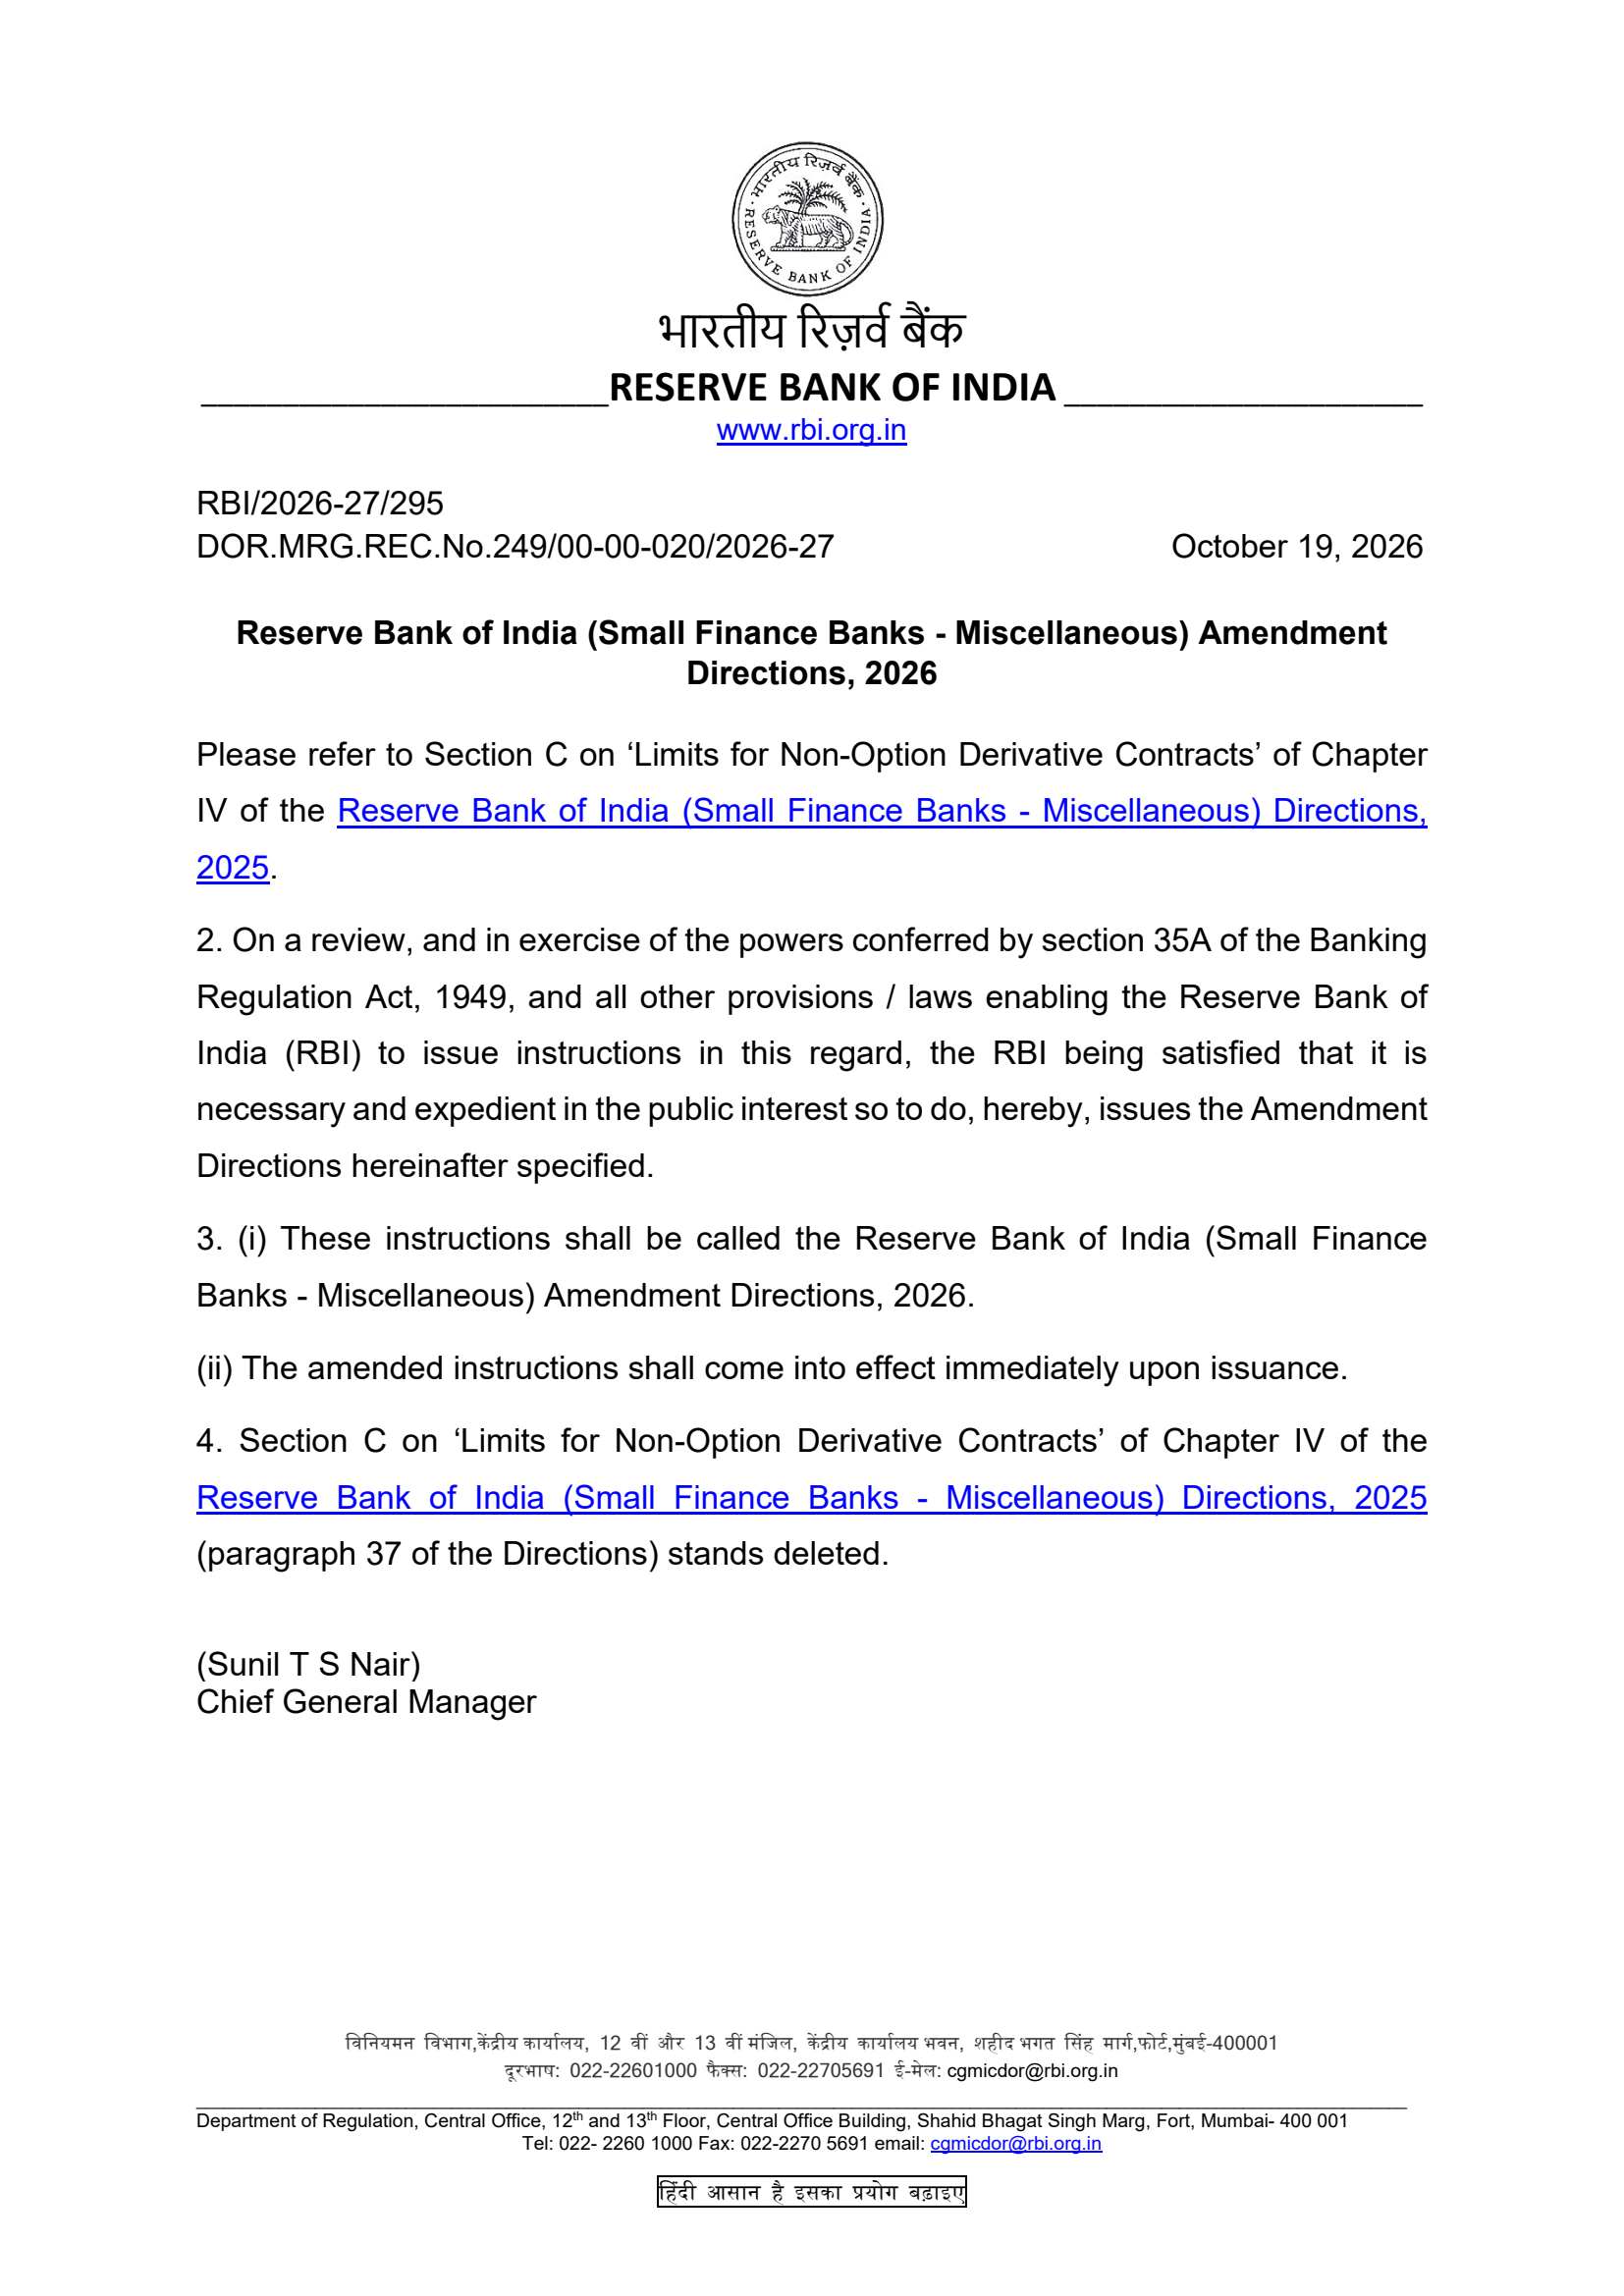 भारतीय रिज़र्व बैंक
RESERVE BANK OF INDIA
भारतीय रिज़र्व बैंक
RESERVE BANK OF INDIA
www.rbi.org.in
RBI/2026-27/295
DOR.MRG.REC.No.249/00-00-020/2026-27 October 19, 2026
Reserve Bank of India (Small Finance Banks - Miscellaneous) Amendment
Directions, 2026
Please refer to Section C on ‘Limits for Non-Option Derivative Contracts’ of Chapter
IV of the Reserve Bank of India (Small Finance Banks - Miscellaneous) Directions,
2025.
2. On a review, and in exercise of the powers conferred by section 35A of the Banking
Regulation Act, 1949, and all other provisions / laws enabling the Reserve Bank of
India (RBI) to issue instructions in this regard, the RBI being satisfied that it is
necessary and expedient in the public interest so to do, hereby, issues the Amendment
Directions hereinafter specified.
3. (i) These instructions shall be called the Reserve Bank of India (Small Finance
Banks - Miscellaneous) Amendment Directions, 2026.
(ii) The amended instructions shall come into effect immediately upon issuance.
4. Section C on ‘Limits for Non-Option Derivative Contracts’ of Chapter IV of the
Reserve Bank of India (Small Finance Banks - Miscellaneous) Directions, 2025
(paragraph 37 of the Directions) stands deleted.
(Sunil T S Nair)
Chief General Manager
विनियमन विभाग,केंद्रीय कार्यालय, 12 वीं और 13 वीं मंजिल, केंद्रीय कार्यालय भवन, शहीद भगत सिंह मार्ग,फोर्ट,मुंबई-400001
दूरभाष: 022-22601000 फैक्स: 022-22705691 ई-मेल: cgmicdor@rbi.org.in
Department of Regulation, Central Office, 12th and 13th Floor, Central Office Building, Shahid Bhagat Singh Marg, Fort, Mumbai- 400 001
Tel: 022- 2260 1000 Fax: 022-2270 5691 email: cgmicdor@rbi.org.in
हिंदी आसान है इसका प्रयोग बढ़ाइए